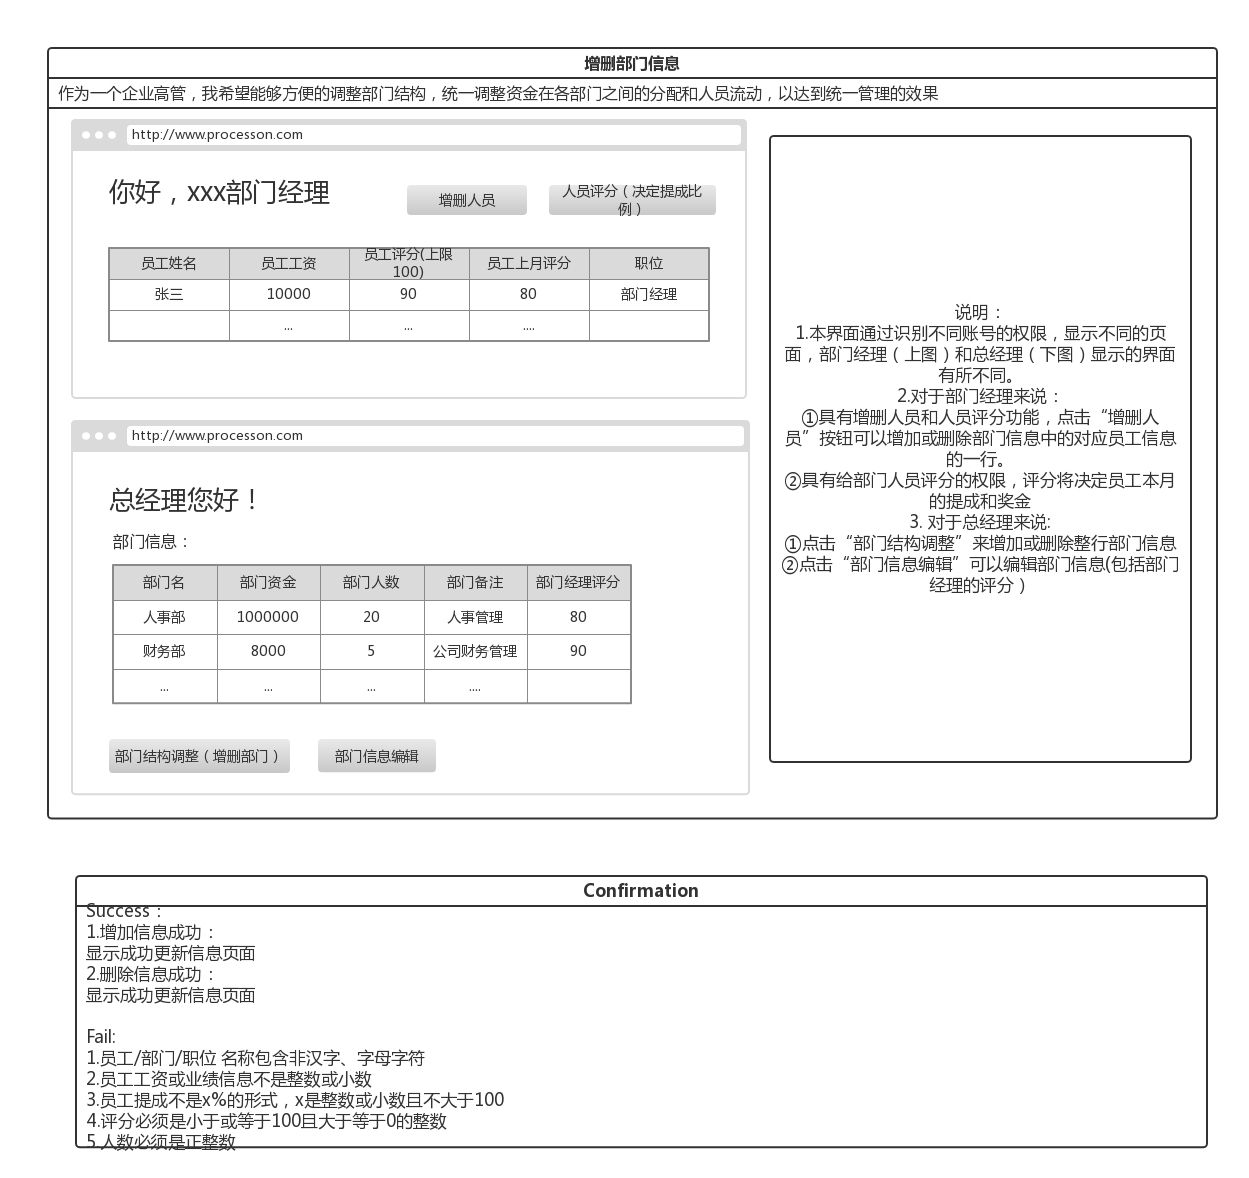 增删部门信息
作为一个企业高管，我希望能够方便的调整部门结构，统一调整资金在各部门之间的分配和人员流动，以达到统一管理的效果
http://www.processon.com
你好，xxx部门经理
增删人员
人员评分（决定提成比
例）
员工姓名 员工工资 员工评分(上限 员工上月评分 职位
100)
张三 10000 90 80 部门经理
... ... ....
http://www.processon.com
总经理您好！
部门信息：
部门名 部门资金 部门人数 部门备注 部门经理评分
人事部 1000000 20 人事管理 80
财务部 8000 5 公司财务管理 90
... ... ... ....
部门结构调整（增删部门） 部门信息编辑
说明：
1.本界面通过识别不同账号的权限，显示不同的页
面，部门经理（上图）和总经理（下图）显示的界面
有所不同。
2.对于部门经理来说：
①具有增删人员和人员评分功能，点击“增删人
员”按钮可以增加或删除部门信息中的对应员工信息
的一行。
②具有给部门人员评分的权限，评分将决定员工本月
的提成和奖金
3. 对于总经理来说:
①点击“部门结构调整”来增加或删除整行部门信息
②点击“部门信息编辑”可以编辑部门信息(包括部门
经理的评分）
Confirmation
Success：
1.增加信息成功：
显示成功更新信息页面
2.删除信息成功：
显示成功更新信息页面
Fail:
1.员工/部门/职位 名称包含非汉字、字母字符
2.员工工资或业绩信息不是整数或小数
3.员工提成不是x%的形式，x是整数或小数且不大于100
4.评分必须是小于或等于100且大于等于0的整数
5.人数必须是正整数